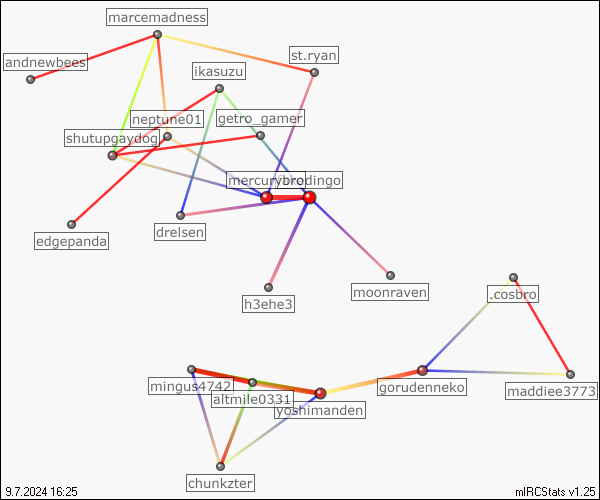 marcemadness
st.ryan
andnewbees
ikasuzu
neptune01
getro_gamer
shutupgaydog
dingo
edgepanda
drelsen
h3ehe3
moonraven
.cosbro
mingus4742
gorudenneko
maddiee3773
altmile0331
yoshimanden
chunkzter
9.7.2024 16:25
mIRCStats v1.25